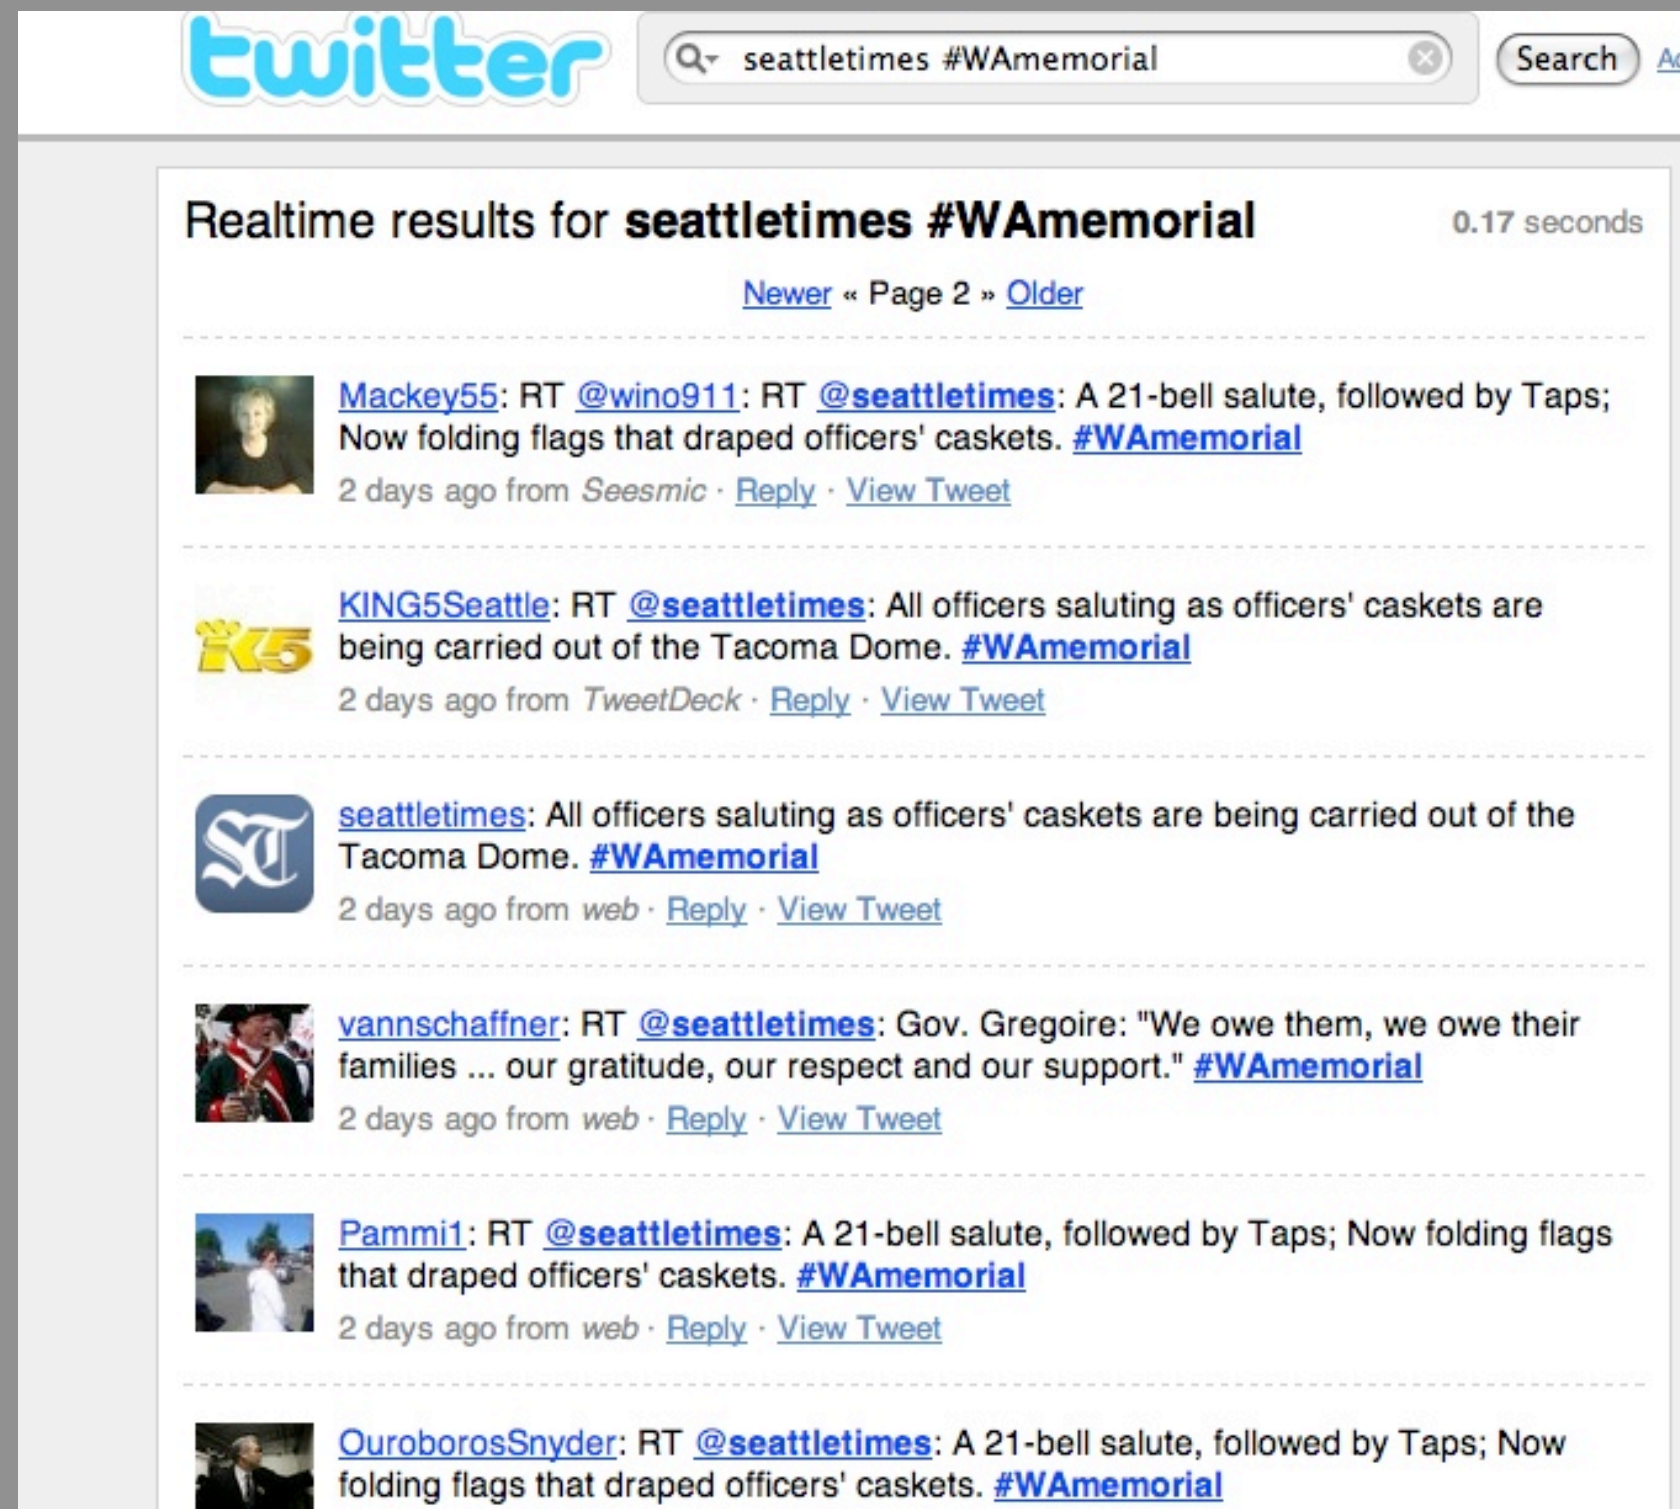 twitter
seattletimes #WAmemorial
Search
Realtime results for seattletimes #WAmemorial
0.17 seconds
Newer « Page 2 » Older
Mackey55: RT @wino911: RT @seattletimes: A 21-bell salute, followed by Taps;
Now folding flags that draped officers' caskets. #WAmemorial
2 days ago from Seesmic · Reply · View Tweet
K5
KING5Seattle: RT @seattletimes: All officers saluting as officers' caskets are
being carried out of the Tacoma Dome. #WAmemorial
2 days ago from TweetDeck · Reply · View Tweet
ST
seattletimes: All officers saluting as officers' caskets are being carried out of the
Tacoma Dome. #WAmemorial
2 days ago from web · Reply · View Tweet
vannschaffner: RT @seattletimes: Gov. Gregoire: "We owe them, we owe their
families ... our gratitude, our respect and our support." #WAmemorial
2 days ago from web · Reply · View Tweet
Pammi1: RT @seattletimes: A 21-bell salute, followed by Taps; Now folding flags
that draped officers' caskets. #WAmemorial
2 days ago from web · Reply · View Tweet
OuroborosSnyder: RT @seattletimes: A 21-bell salute, followed by Taps; Now
folding flags that draped officers' caskets. #WAmemorial